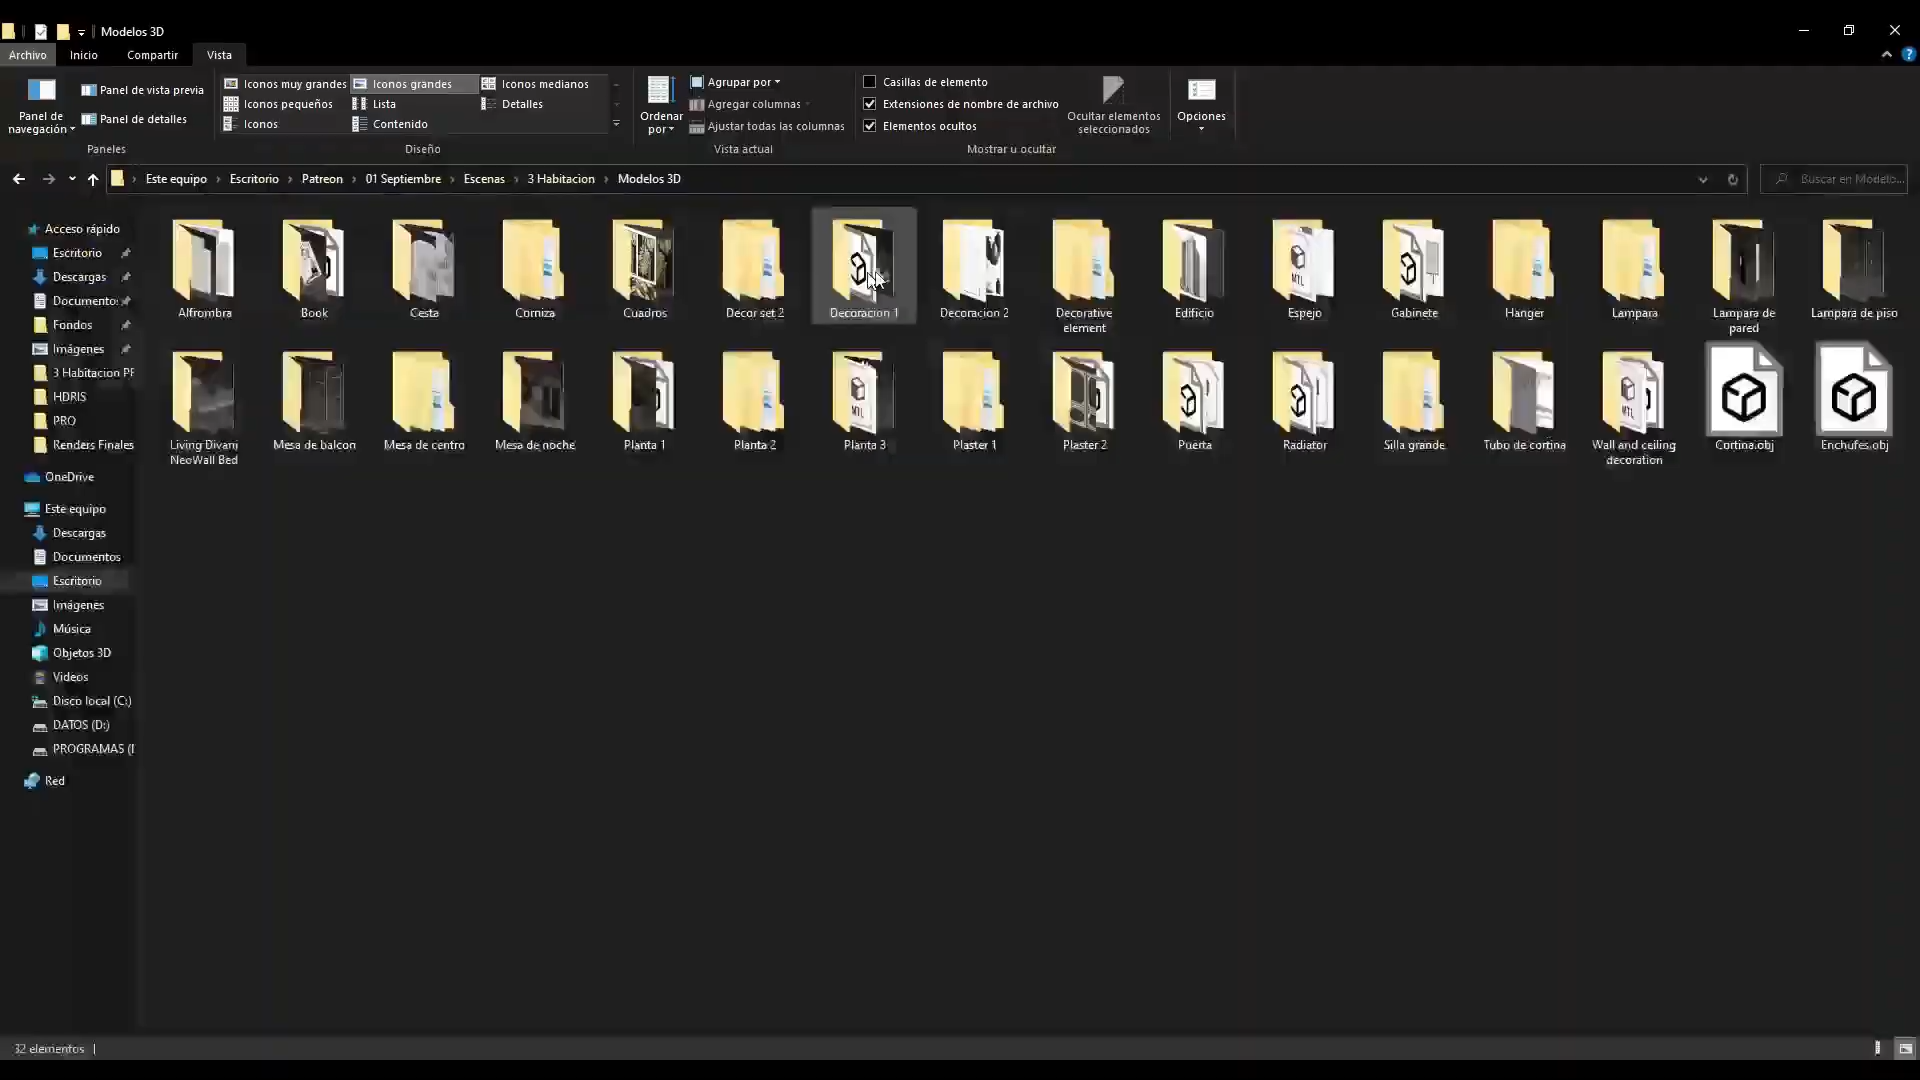 Modelos 3D
Archivo Inicio Compartir Vista
Panel de navegación
Panel de vista previa
Panel de detalles
Paneles
Iconos muy grandes Iconos grandes Iconos medianos
Iconos pequeños Lista Detalles
Iconos Contenido
Diseño
Ordenar por
Agrupar por
Agregar columnas
Ajustar todas las columnas
Vista actual
Casillas de elemento
Extensiones de nombre de archivo
Elementos ocultos
Ocultar elementos seleccionados
Mostrar u ocultar
Opciones
Este equipo > Escritorio > Patreon > 01 Septiembre > Escenas > 3 Habitacion > Modelos 3D
Buscar en Modelo...
Acceso rápido
Escritorio
Descargas
Documentos
Fondos
Imágenes
3 Habitacion PF
HDRIS
PRO
Renders Finales
OneDrive
Este equipo
Descargas
Documentos
Escritorio
Imágenes
Música
Objetos 3D
Videos
Disco local (C:)
DATOS (D:)
PROGRAMAS (
Red
Alfrombra
Book
Cesta
Corniza
Cuadros
Decor set 2
Decoracion 1
Decoracion 2
Decorative element
Edificio
MTL
Espejo
Gabinete
Hanger
Lampara
Lampara de pared
Lampara de piso
Living Divani NeoWall Bed
Mesa de balcon
Mesa de centro
Mesa de noche
Planta 1
Planta 2
MTL
Planta 3
Plaster 1
Plaster 2
Puerta
Radiator
Silla grande
Tubo de cortina
MTL
Wall and ceiling decoration
Cortina.obj
Enchufes.obj
32 elementos